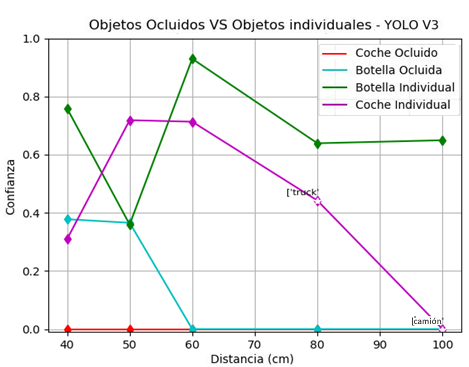 Objetos Ocluidos VS Objetos individuales - YOLO V3
Coche Ocluido
Botella Ocluida
Botella Individual
Coche Individual
Confianza
1.0
0.8
0.6
0.4
0.2
0.0
['truck'
[camión'
40
50
60
70
80
90
100
Distancia (cm)